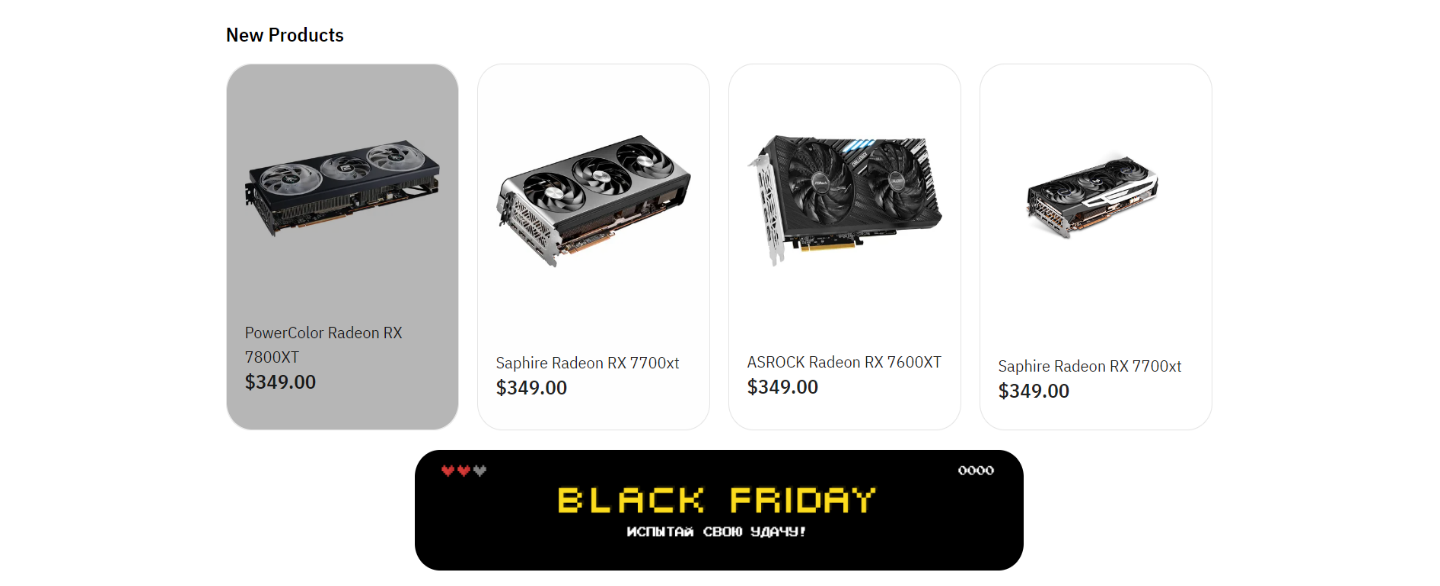 New Products
PowerColor Radeon RX
7800XT
$349.00
Saphire Radeon RX 7700xt
$349.00
ASROCK Radeon RX 7600XT
$349.00
Saphire Radeon RX 7700xt
$349.00
0000
BLACK FRIDAY
ИСПЫТАЙ СВОЮ УДАЧУ!